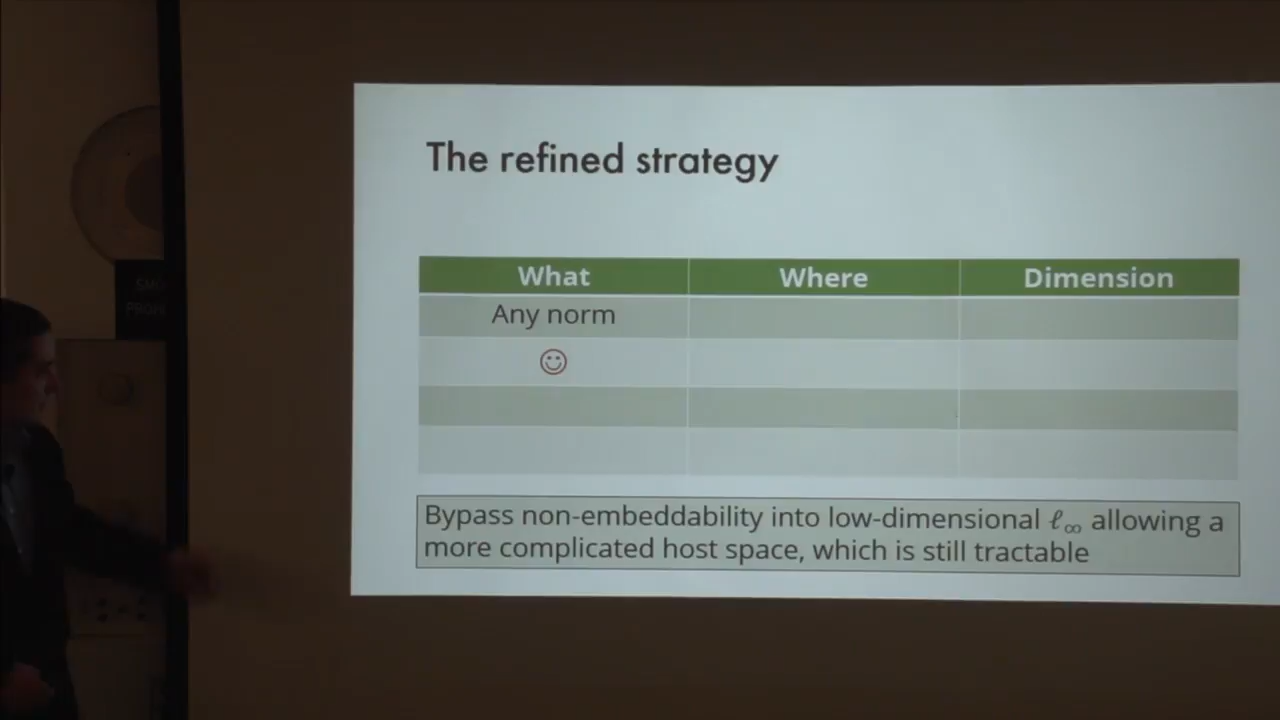 The refined strategy
What Where Dimension
Any norm
Bypass non-embeddability into low-dimensional ℓ∞ allowing a
more complicated host space, which is still tractable